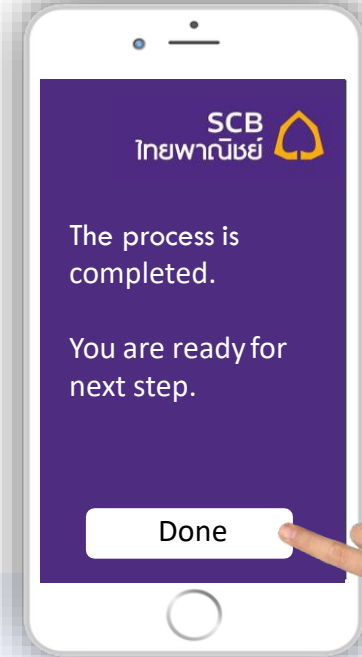 SCB
ไทยพาณิชย์
The process is
completed.
You are ready for
next step.
Done